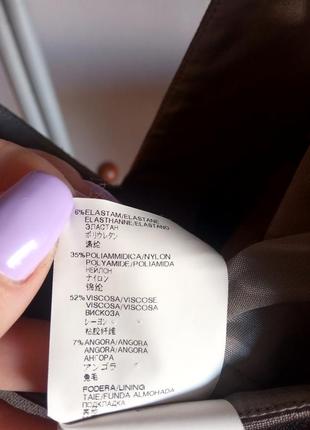 6%ELASTAM/ELASTANE
ELASTHANNE/ELASTANO
ЭЛАСТАН
ポリウレタン
35%POLIAMMIDICA/NYLON
POLYAMIDE/POLIAMIDA
НЕЙЛОН
ナイロン
锦纶
52%VISCOSA/VISCOSE
VISCOSA/VISCOSE
ВИСКОЗА
レーヨン
粘胶纤维
7%ANGORA/ANGORA
ANGORA/ANGORA
АНГОРА
アンゴラ
兔毛
FODERA/LINING
TAIE/FUNDA ALMOHADA
ПОДКЛАДКА